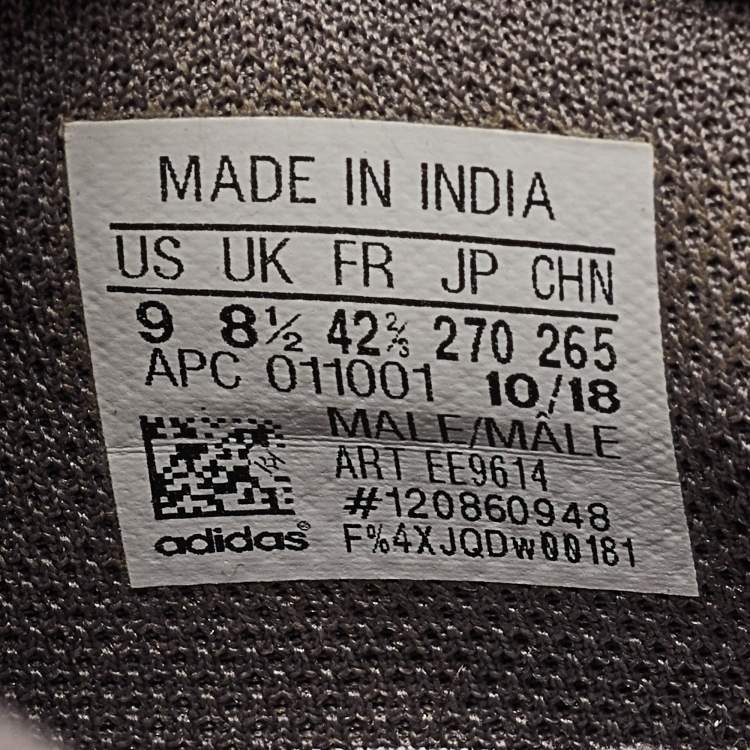 MADE IN INDIA
US UK FR JP CHN
9 8½ 42⅔ 270 265
APC 011001 10/18
MALE/MÂLE
ART EE9614
#120860948
adidas® F%4XJQDW00181